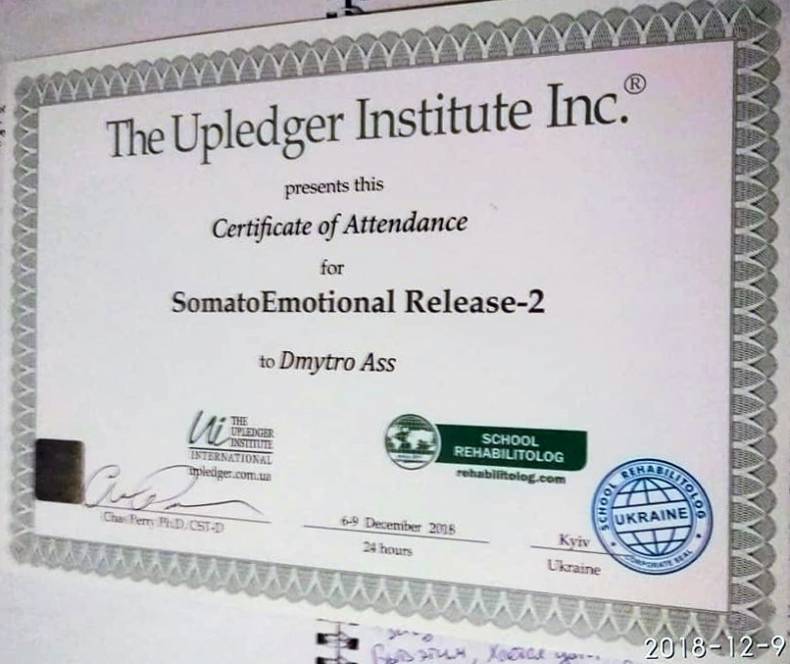 The Upledger Institute Inc.®
presents this
Certificate of Attendance
for
SomatoEmotional Release-2
to Dmytro Ass
Ui THE
UPLEDGER
INSTITUTE
INTERNATIONAL
upledger.com.ua
SCHOOL
REHABILITOLOG
rehabilitolog.com
Chas Perry Ph.D, CST-D
6-9 December 2018
24 hours
Kyiv
Ukraine
SCHOOL REHABILITOLOG
UKRAINE
CORPORATE SEAL
2018-12-9